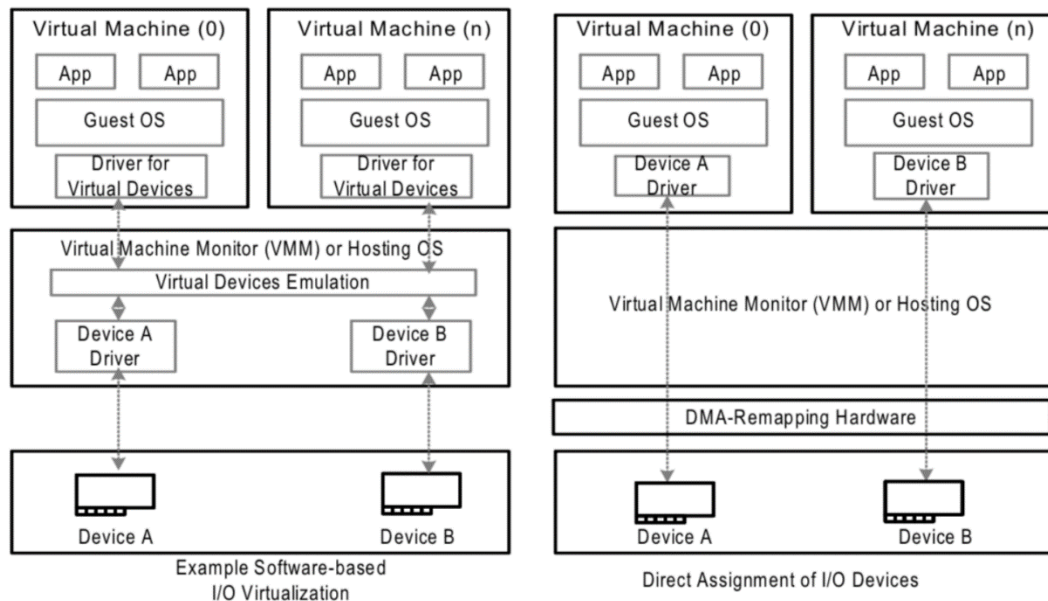 Virtual Machine (0)
App
App
Guest OS
Driver for
Virtual Devices
Virtual Machine (n)
App
App
Guest OS
Driver for
Virtual Devices
Virtual Machine Monitor (VMM) or Hosting OS
Virtual Devices Emulation
Device A
Driver
Device B
Driver
Device A
Device B
Example Software-based
I/O Virtualization
Virtual Machine (0)
App
App
Guest OS
Device A
Driver
Virtual Machine (n)
App
App
Guest OS
Device B
Driver
Virtual Machine Monitor (VMM) or Hosting OS
DMA-Remapping Hardware
Device A
Device B
Direct Assignment of I/O Devices